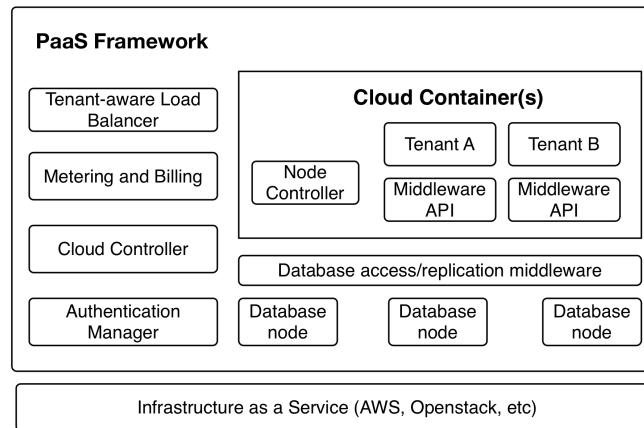 PaaS Framework
Tenant-aware Load
Balancer
Metering and Billing
Cloud Controller
Authentication
Manager
Cloud Container(s)
Node
Controller
Tenant A
Tenant B
Middleware
API
Middleware
API
Database access/replication middleware
Database
node
Database
node
Database
node
Infrastructure as a Service (AWS, Openstack, etc)